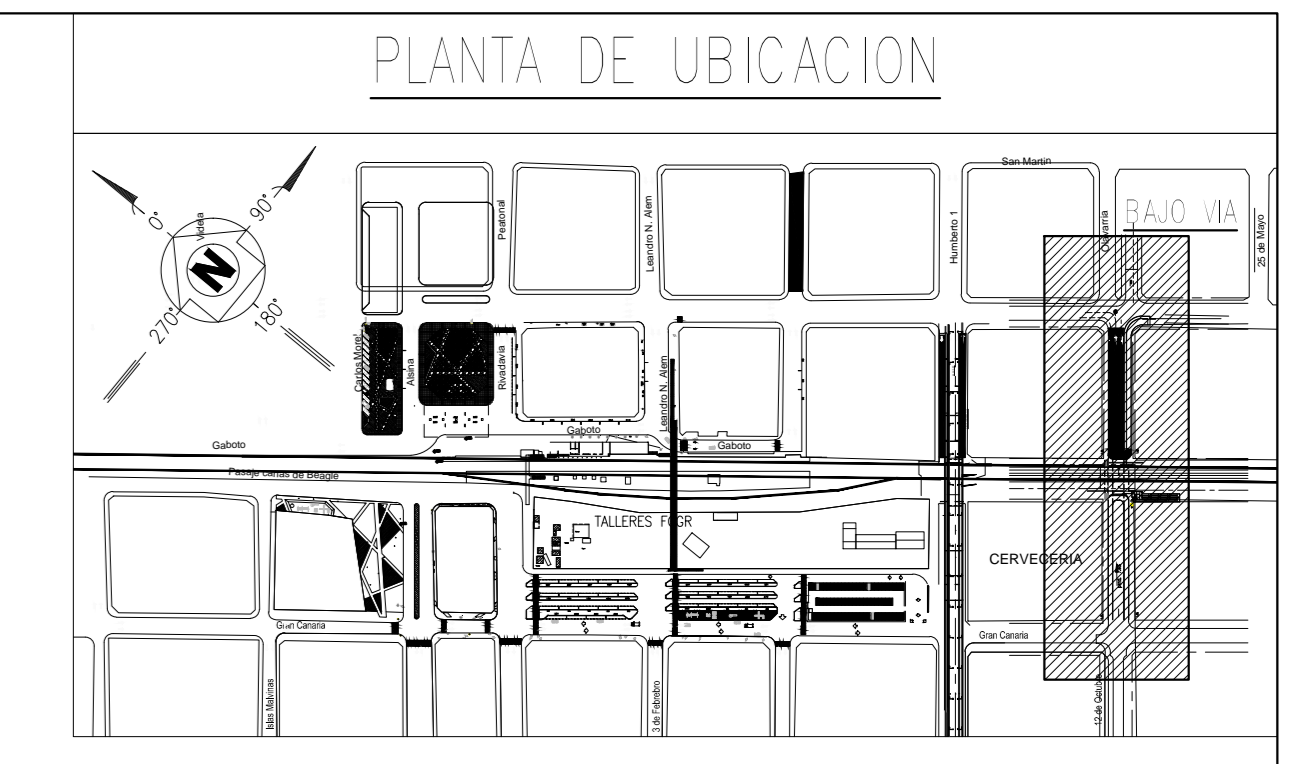 PLANTA DE UBICACION
San Martin
BAJO VIA
0°
90°
270°
180°
N
Videla
Peatonal
Leandro N. Alem
Humberto 1
Olavarria
25 de Mayo
Carlos Morel
Alsina
Rivadavia
Leandro N. Alem
Gaboto
Gaboto
Gaboto
Pasaje canas de Beagle
TALLERES FCGR
CERVECERIA
Gran Canaria
Gran Canaria
Islas Malvinas
3 de Febrebro
12 de Octubre